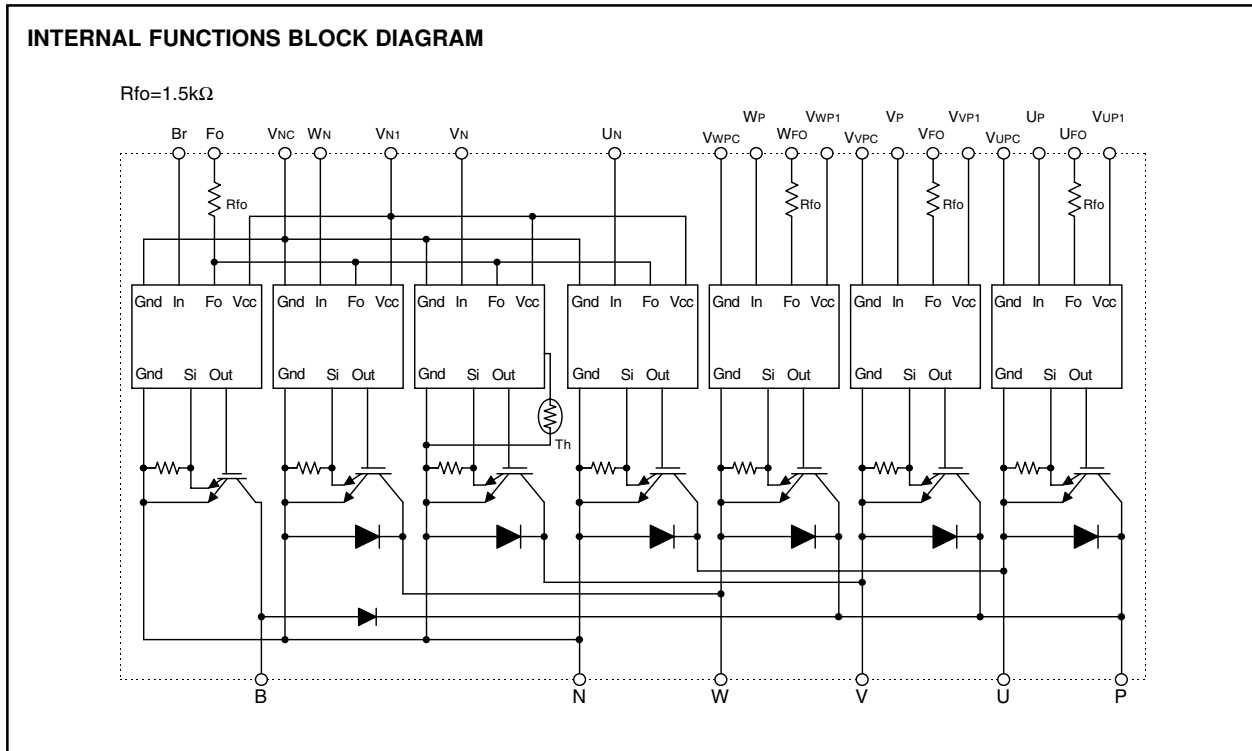 INTERNAL FUNCTIONS BLOCK DIAGRAM
Rfo=1.5kΩ
WP VWP1 VP VVP1 UP VUP1
Br Fo VNC WN VN1 VN UN VWPC WFO VVPC VFO VUPC UFO
Rfo Rfo Rfo Rfo
Gnd In Fo Vcc Gnd In Fo Vcc Gnd In Fo Vcc Gnd In Fo Vcc Gnd In Fo Vcc Gnd In Fo Vcc Gnd In Fo Vcc
Gnd Si Out Gnd Si Out Gnd Si Out Gnd Si Out Gnd Si Out Gnd Si Out Gnd Si Out
Th
B N W V U P